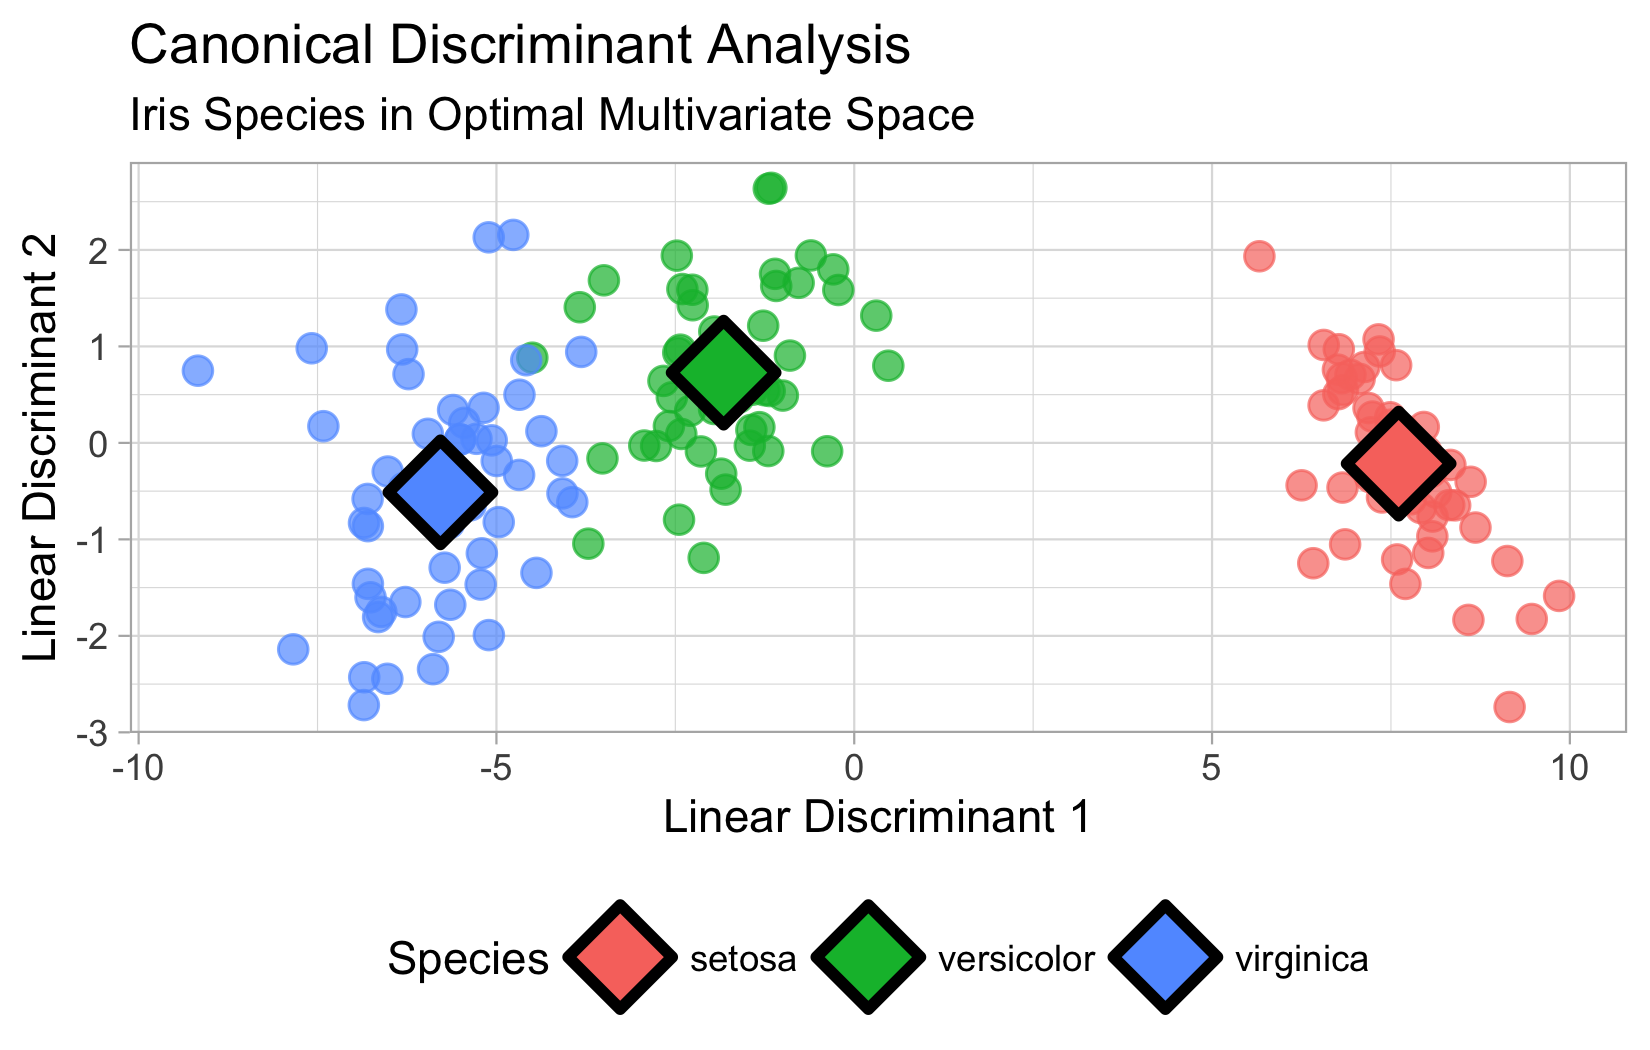 Canonical Discriminant Analysis
Iris Species in Optimal Multivariate Space
Linear Discriminant 2
2
1
0
-1
-2
-3
-10 -5 0 5 10
Linear Discriminant 1
Species setosa versicolor virginica